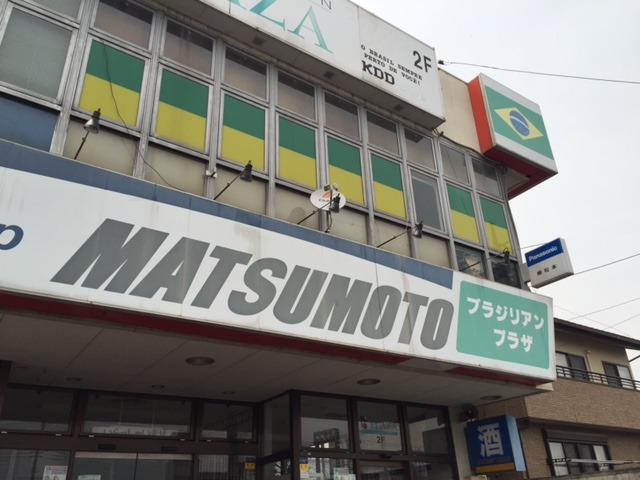 AZA
2F
O BRASIL SEMPRE
PERTO DE VOCÊ!
KDD
Panasonic
p
MATSUMOTO
ブラジリアン
プラザ
酒
2F